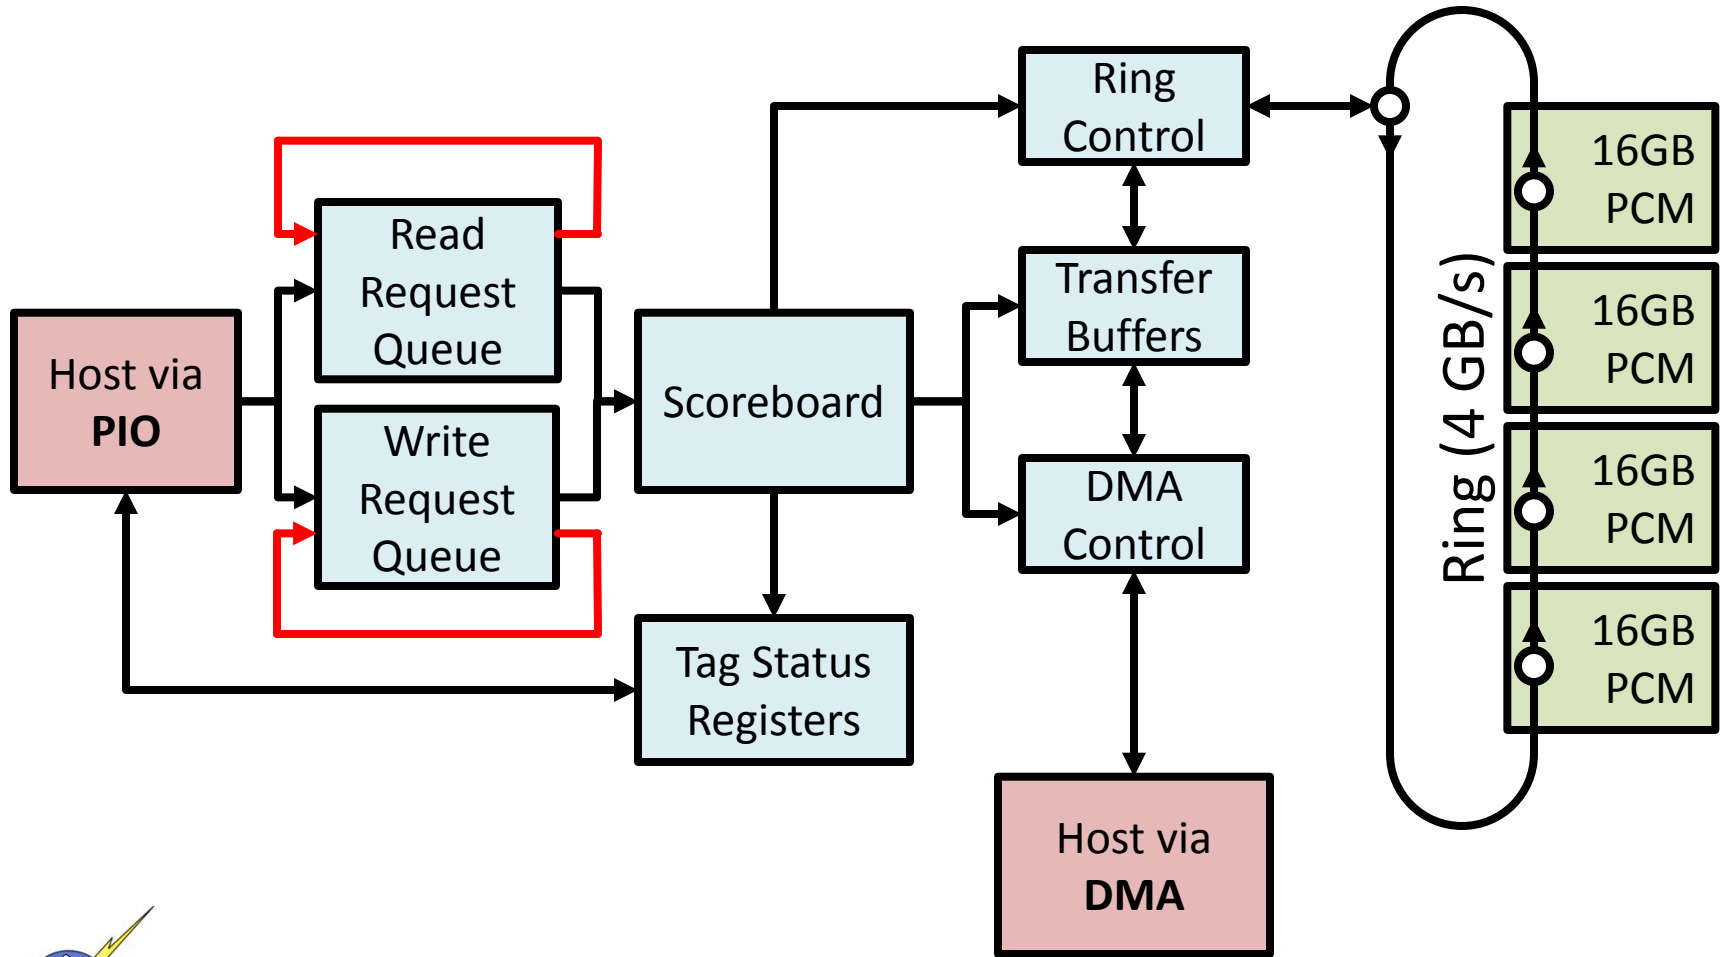 Host via
PIO
Read
Request
Queue
Write
Request
Queue
Scoreboard
Tag Status
Registers
Ring
Control
Transfer
Buffers
DMA
Control
Host via
DMA
Ring (4 GB/s)
16GB
PCM
16GB
PCM
16GB
PCM
16GB
PCM